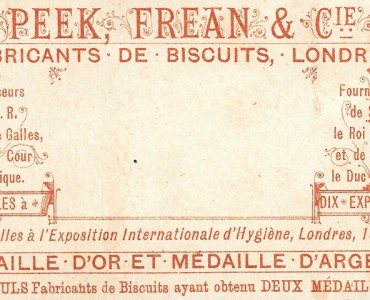 PEEK, FREAN & CIE
BRICANTS · DE · BISCUITS, · LONDR
seurs
. R.
e Galles,
Cour
ique.
Fourn
de
le Roi
et de
le Duc
LES à
DIX EXP
lles à l'Exposition Internationale d'Hygiène, Londres, 1
AILLE · D'OR · ET · MÉDAILLE · D'ARGE
ULS Fabricants de Biscuits ayant obtenu DEUX MÉDAIL